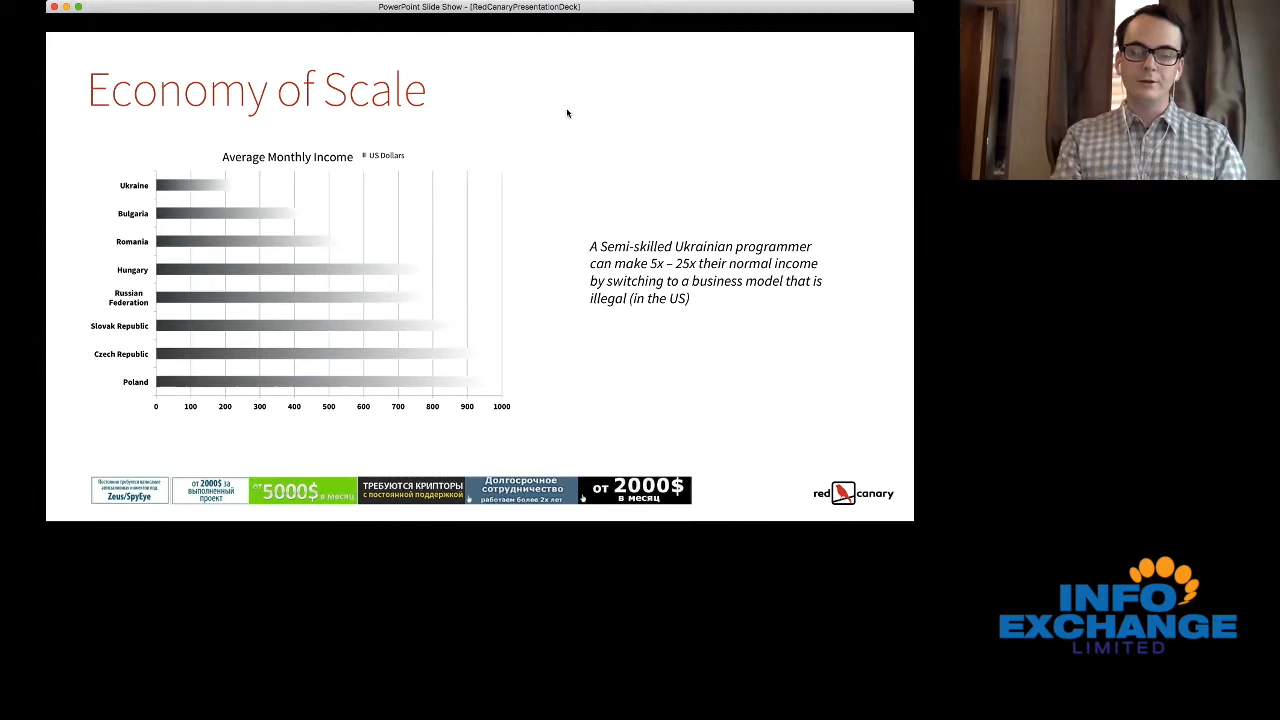 PowerPoint Slide Show - [RedCanaryPresentationDeck]
Economy of Scale
Average Monthly Income
US Dollars
Ukraine
Bulgaria
Romania
Hungary
Russian
Federation
Slovak Republic
Czech Republic
Poland
0 100 200 300 400 500 600 700 800 900 1000
A Semi-skilled Ukrainian programmer
can make 5x – 25x their normal income
by switching to a business model that is
illegal (in the US)
Постоянно требуется написание
Zeus/SpyEye
от 2000$ за
выполненный
проект
от 5000$ в месяц
ТРЕБУЮТСЯ КРИПТОРЫ
с постоянной поддержкой
Долгосрочное
сотрудничество
работаем более 2х лет
от 2000$
в месяц
red canary
INFO
EXCHANGE
LIMITED